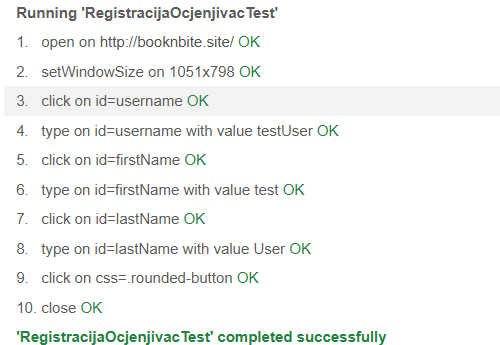 Running 'RegistracijaOcjenjivacTest'
1. open on http://booknbite.site/ OK
2. setWindowSize on 1051x798 OK
3. click on id=username OK
4. type on id=username with value testUser OK
5. click on id=firstName OK
6. type on id=firstName with value test OK
7. click on id=lastName OK
8. type on id=lastName with value User OK
9. click on css=.rounded-button OK
10. close OK
'RegistracijaOcjenjivacTest' completed successfully